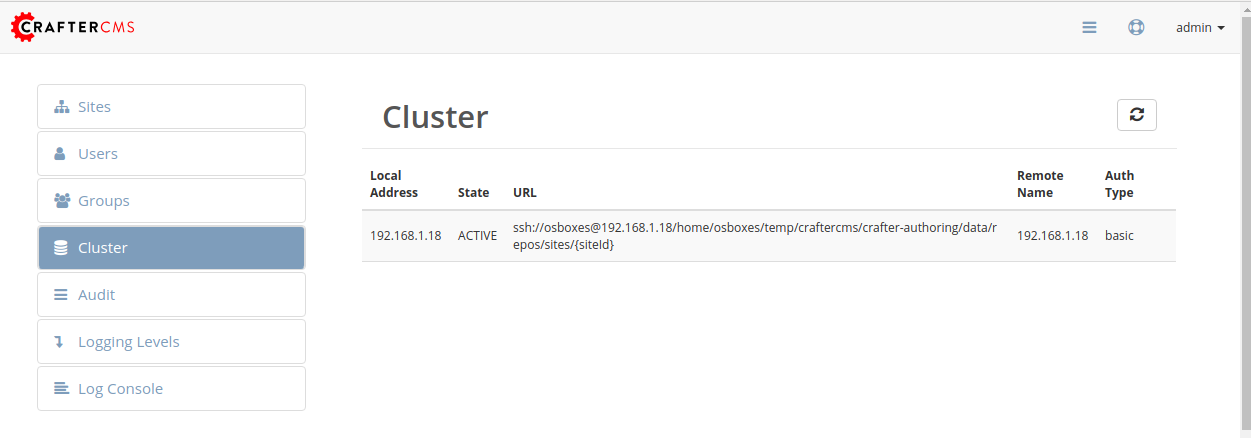 CRAFTERCMS
admin
Sites
Users
Groups
Cluster
Audit
Logging Levels
Log Console
Cluster
Local
Address
State
URL
Remote
Name
Auth
Type
192.168.1.18
ACTIVE
ssh://osboxes@192.168.1.18/home/osboxes/temp/craftercms/crafter-authoring/data/r
epos/sites/{siteId}
192.168.1.18
basic